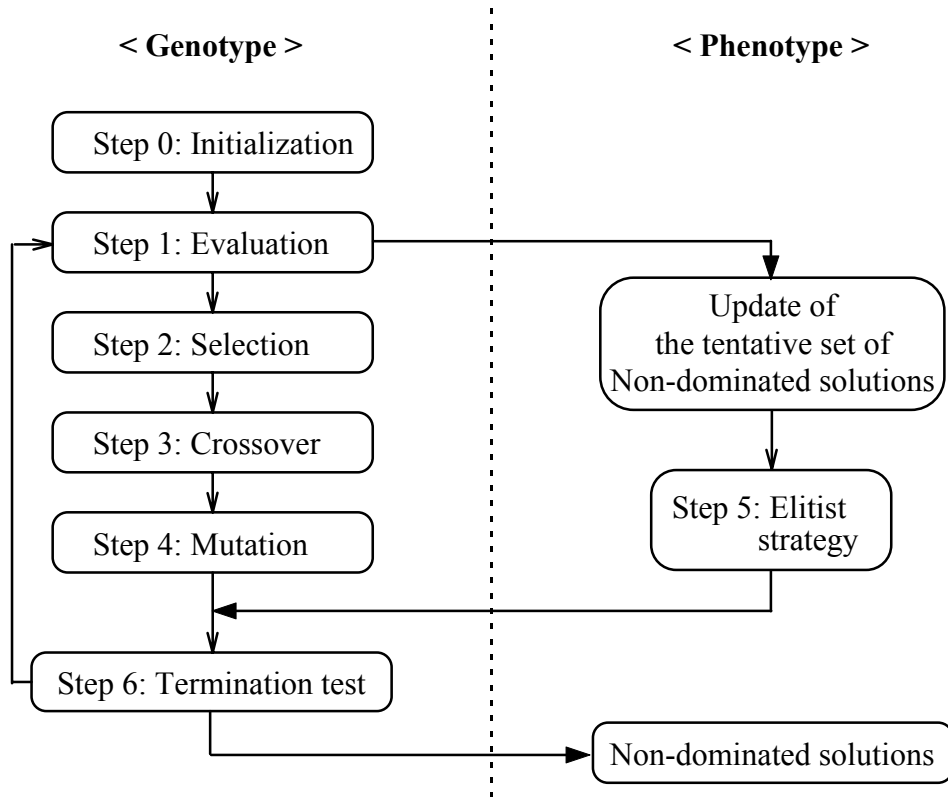 < Genotype >
< Phenotype >
Step 0: Initialization
Step 1: Evaluation
Update of
the tentative set of
Non-dominated solutions
Step 2: Selection
Step 3: Crossover
Step 5: Elitist
strategy
Step 4: Mutation
Step 6: Termination test
Non-dominated solutions